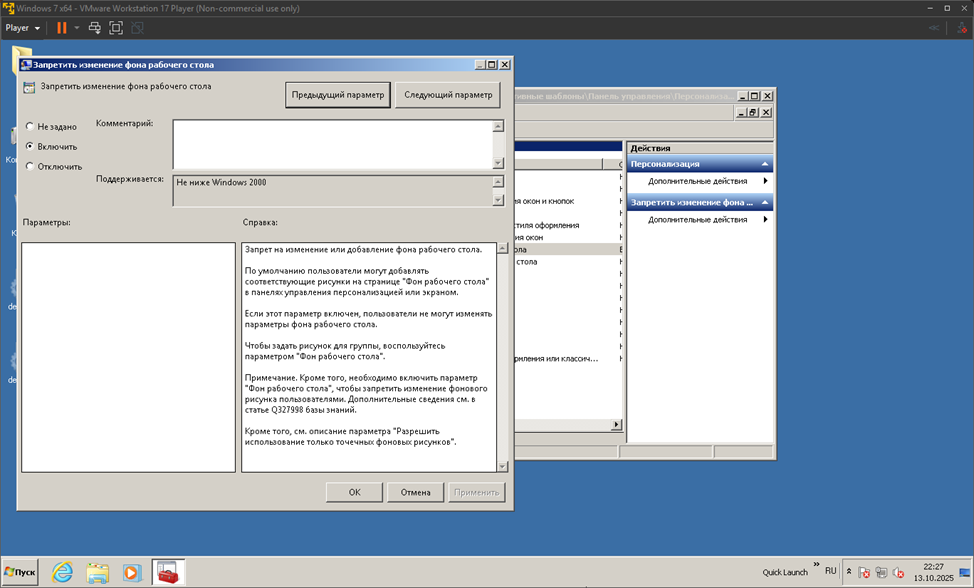 Windows 7 x64 - VMware Workstation 17 Player (Non-commercial use only)
Player
Запретить изменение фона рабочего стола
Запретить изменение фона рабочего стола
Предыдущий параметр
Следующий параметр
Не задано
Включить
Отключить
Комментарий:
Поддерживается:
Не ниже Windows 2000
Параметры:
Справка:
Запрет на изменение или добавление фона рабочего стола.
По умолчанию пользователи могут добавлять
соответствующие рисунки на странице "Фон рабочего стола"
в панелях управления персонализацией или экраном.
Если этот параметр включен, пользователи не могут изменять
параметры фона рабочего стола.
Чтобы задать рисунок для группы, воспользуйтесь
параметром "Фон рабочего стола".
Примечание. Кроме того, необходимо включить параметр
"Фон рабочего стола", чтобы запретить изменение фонового
рисунка пользователями. Дополнительные сведения см. в
статье Q327998 базы знаний.
Кроме того, см. описание параметра "Разрешить
использование только точечных фоновых рисунков".
OK
Отмена
Применить
тивные шаблоны\Панель управления\Персонализа...
я окон и кнопок
тиля оформления
ия окон
ола
стола
рмления или классич...
Действия
Персонализация
Дополнительные действия
Запретить изменение фона ...
Дополнительные действия
Ко
К
de
de
Пуск
Quick Launch
RU
22:27
13.10.2025